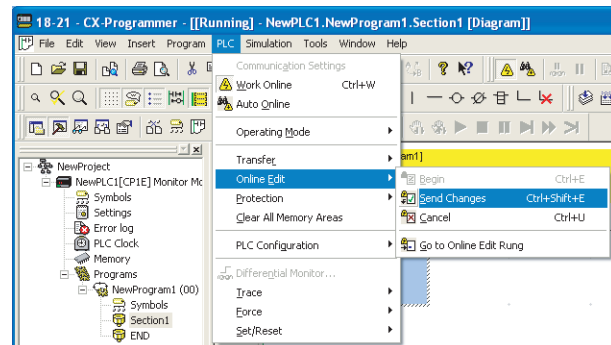 18-21 - CX-Programmer - [[Running] - NewPLC1.NewProgram1.Section1 [Diagram]]
File Edit View Insert Program PLC Simulation Tools Window Help
Communication Settings
Work Online Ctrl+W
Auto Online
Operating Mode
Transfer
Online Edit
Protection
Clear All Memory Areas
PLC Configuration
Differential Monitor...
Trace
Force
Set/Reset
am1]
Begin Ctrl+E
Send Changes Ctrl+Shift+E
Cancel Ctrl+U
Go to Online Edit Rung
NewProject
NewPLC1[CP1E] Monitor Mc
Symbols
Settings
Error log
PLC Clock
Memory
Programs
NewProgram1 (00)
Symbols
Section1
END